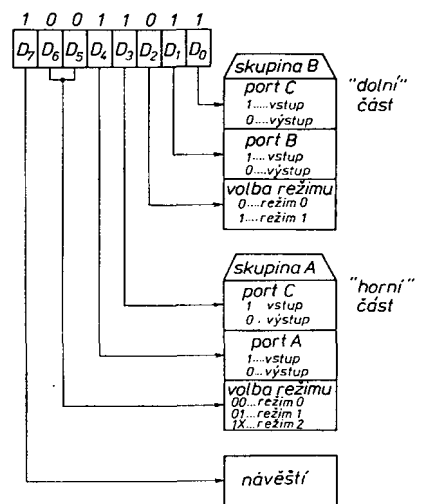 1 0 0 1 1 0 1 1
D7 D6 D5 D4 D3 D2 D1 D0
skupina B
port C
1.....vstup
0....výstup
"dolní"
část
port B
1....vstup
0....výstup
volba režimu
0....režim 0
1....režim 1
skupina A
port C
1 vstup
0 . výstup
"horní"
část
port A
1....vstup
0...výstup
volba režimu
00...režim 0
01...režim 1
1X...režim 2
návěští